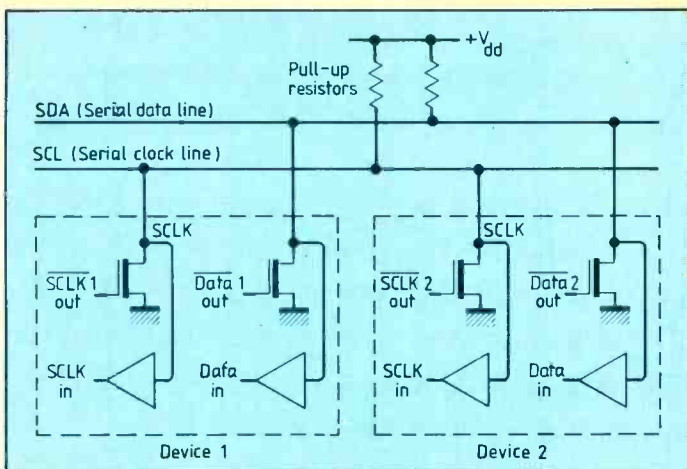 +Vdd
Pull-up
resistors
SDA (Serial data line)
SCL (Serial clock line)
SCLK
SCLK
SCLK 1
out
Data 1
out
SCLK 2
out
Data 2
out
SCLK
in
Data
in
SCLK
in
Data
in
Device 1
Device 2